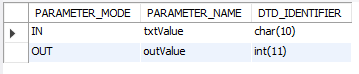 PARAMETER_MODE PARAMETER_NAME DTD_IDENTIFIER
IN txtValue char(10)
OUT outValue int(11)